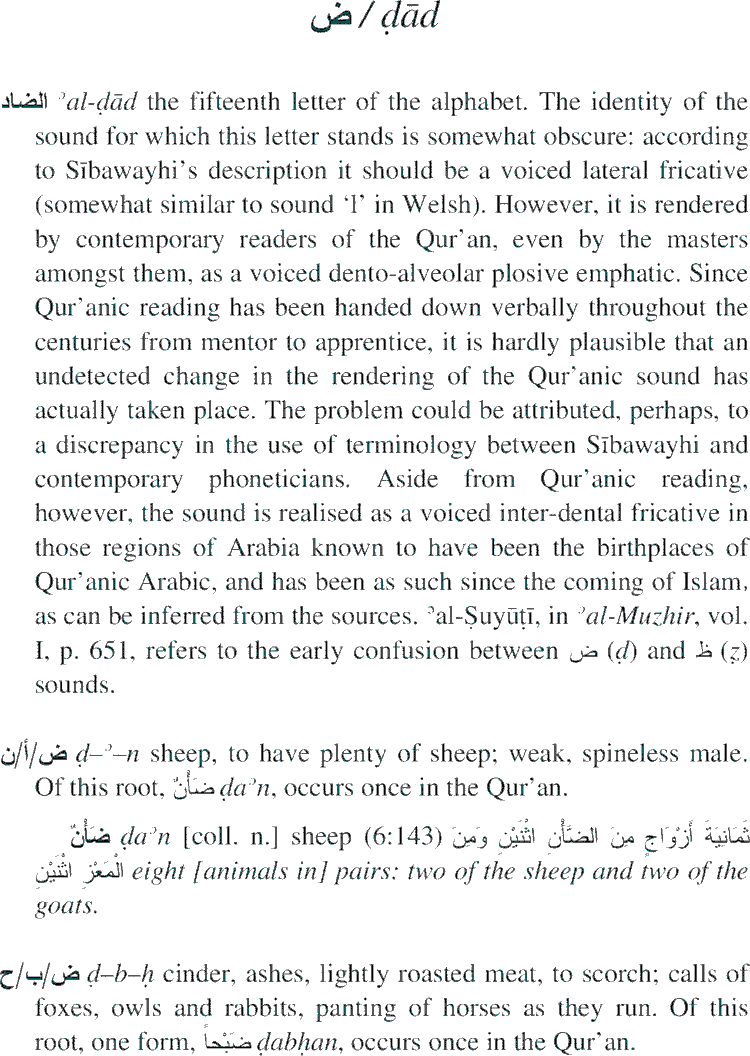 ض / ḍād
الضاد ʾal-ḍād the fifteenth letter of the alphabet. The identity of the
sound for which this letter stands is somewhat obscure: according
to Sībawayhi’s description it should be a voiced lateral fricative
(somewhat similar to sound ‘l’ in Welsh). However, it is rendered
by contemporary readers of the Qur’an, even by the masters
amongst them, as a voiced dento-alveolar plosive emphatic. Since
Qur’anic reading has been handed down verbally throughout the
centuries from mentor to apprentice, it is hardly plausible that an
undetected change in the rendering of the Qur’anic sound has
actually taken place. The problem could be attributed, perhaps, to
a discrepancy in the use of terminology between Sībawayhi and
contemporary phoneticians. Aside from Qur’anic reading,
however, the sound is realised as a voiced inter-dental fricative in
those regions of Arabia known to have been the birthplaces of
Qur’anic Arabic, and has been as such since the coming of Islam,
as can be inferred from the sources. ʾal-Ṣuyūṭī, in ʾal-Muzhir, vol.
I, p. 651, refers to the early confusion between ض (ḍ) and ظ (ẓ)
sounds.
ض/أ/ن ḍ–ʾ–n sheep, to have plenty of sheep; weak, spineless male.
Of this root, ضَأْنٌ ḍaʾn, occurs once in the Qur’an.
ضَأْنٌ ḍaʾn [coll. n.] sheep (6:143) ثَمَانِيَةَ أَزْوَاجٍ مِنَ الضَّأْنِ اثْنَيْنِ وَمِنَ
الْمَعْزِ اثْنَيْنِ eight [animals in] pairs: two of the sheep and two of the
goats.
ض/ب/ح ḍ–b–ḥ cinder, ashes, lightly roasted meat, to scorch; calls of
foxes, owls and rabbits, panting of horses as they run. Of this
root, one form, ضَبْحاً ḍabḥan, occurs once in the Qur’an.